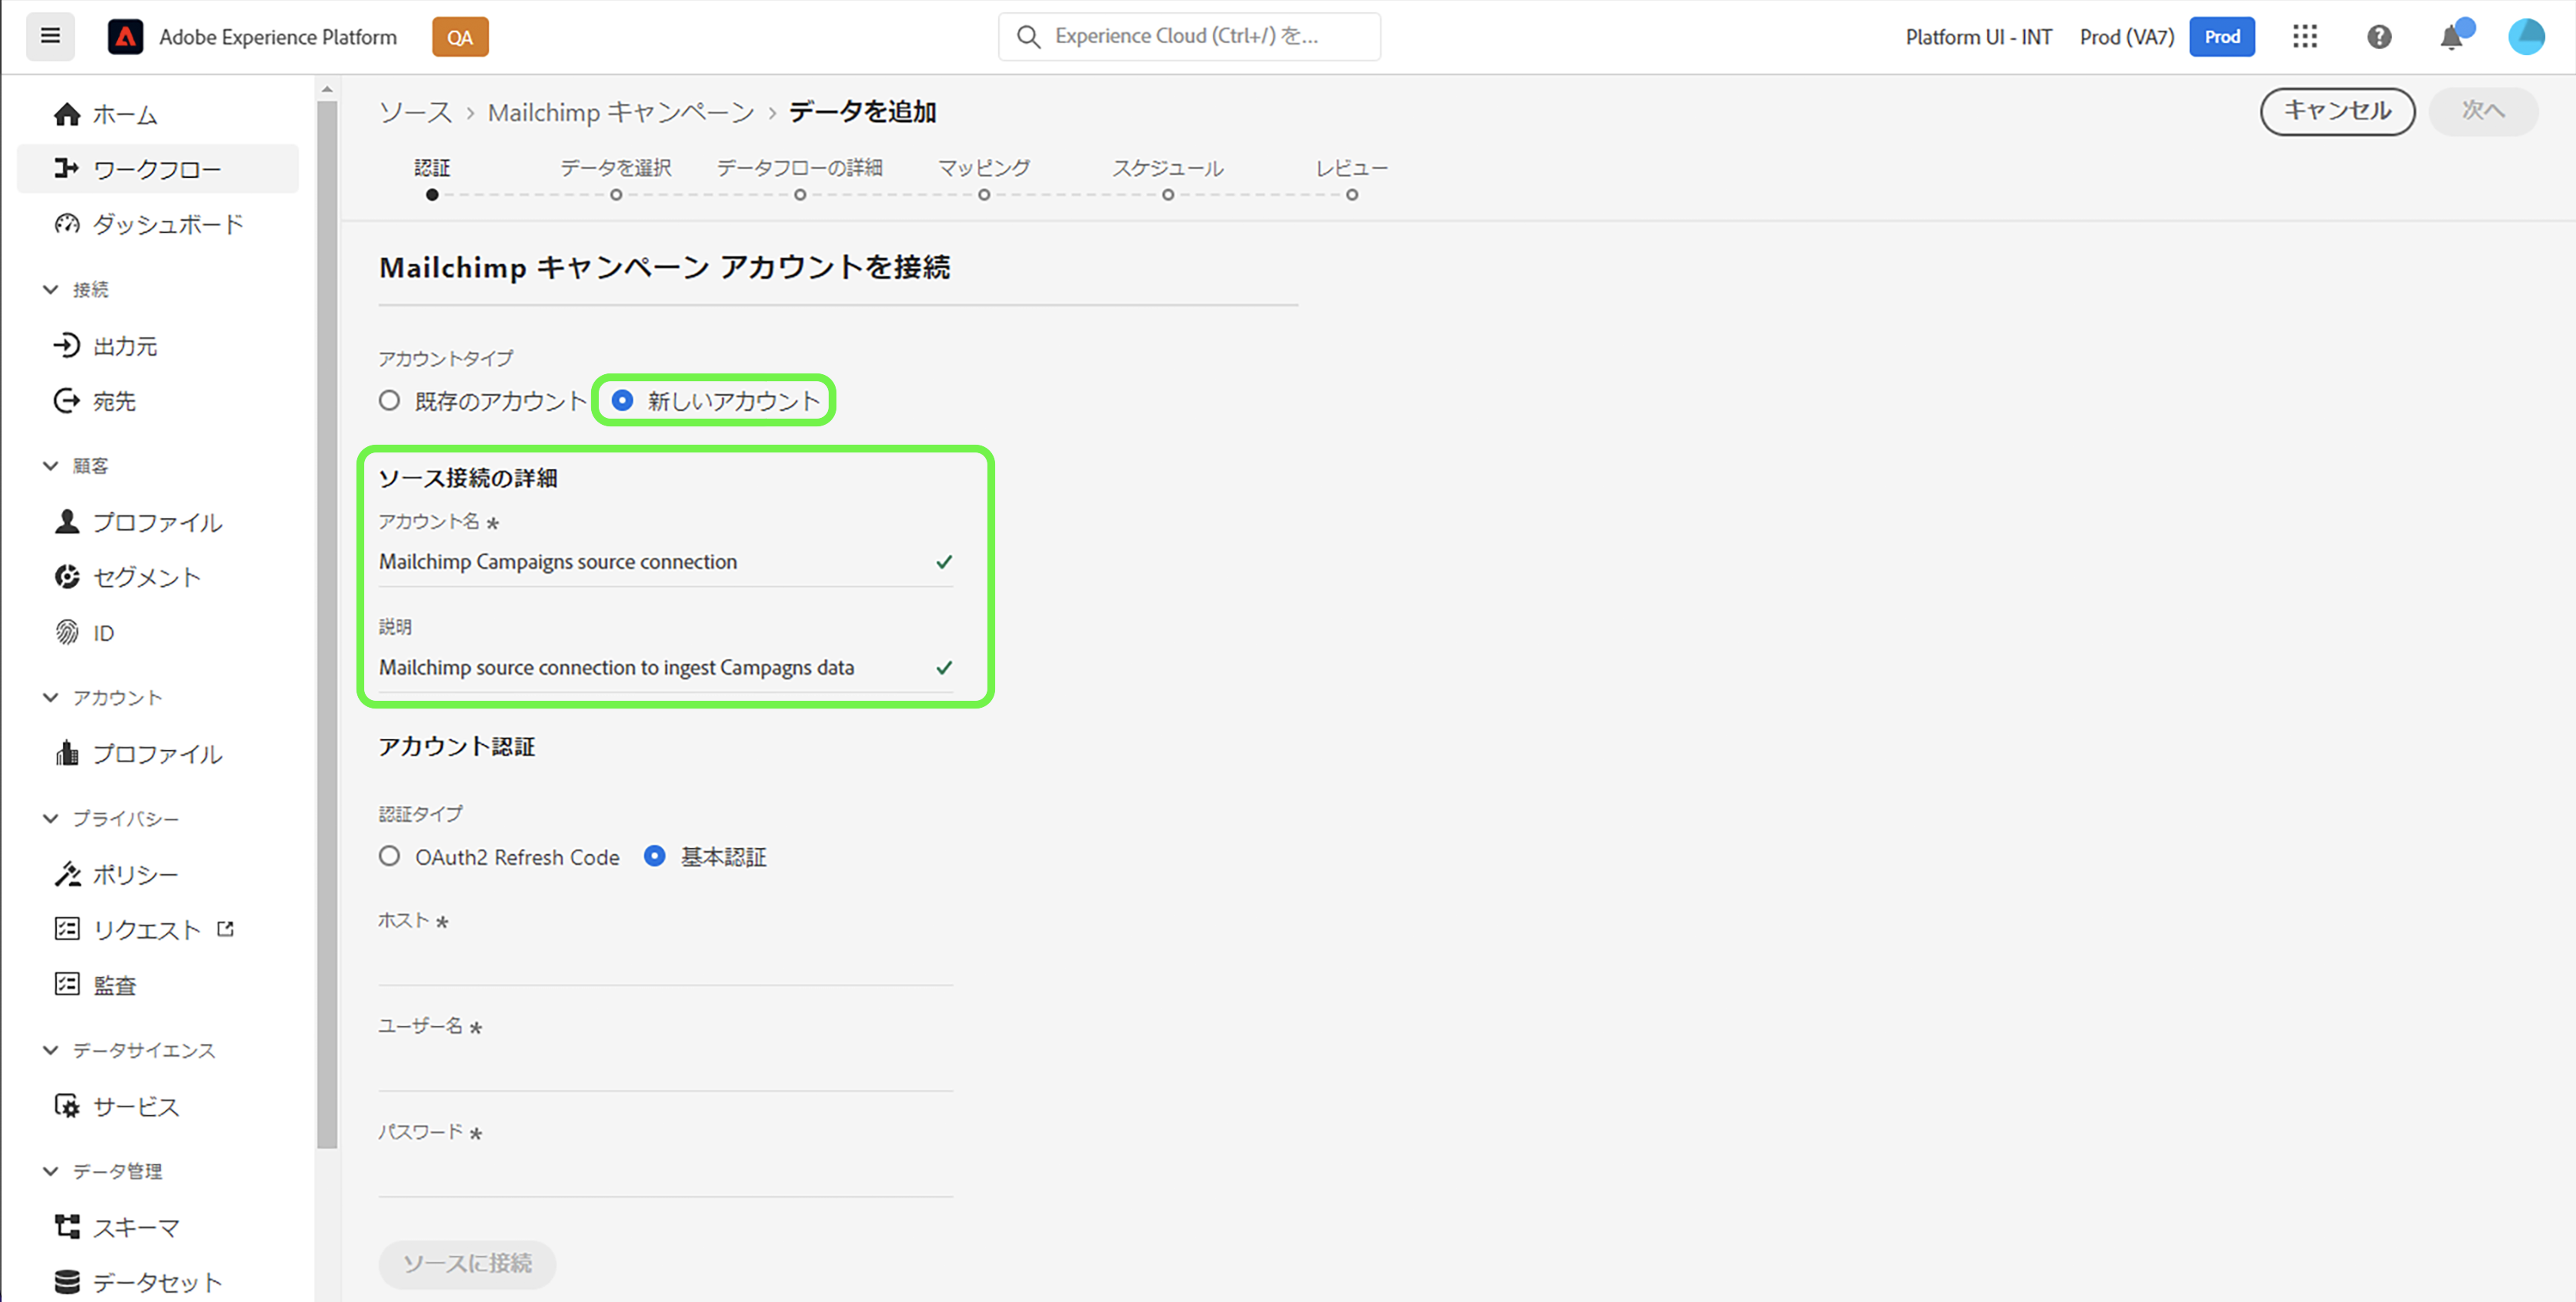 Adobe Experience Platform
QA
Experience Cloud (Ctrl+/) を...
Platform UI - INT
Prod (VA7)
Prod
ホーム
ワークフロー
ダッシュボード
接続
出力元
宛先
顧客
プロファイル
セグメント
ID
アカウント
プロファイル
プライバシー
ポリシー
リクエスト
監査
データサイエンス
サービス
データ管理
スキーマ
データセット
ソース › Mailchimp キャンペーン › データを追加
キャンセル
次へ
認証
データを選択
データフローの詳細
マッピング
スケジュール
レビュー
Mailchimp キャンペーン アカウントを接続
アカウントタイプ
既存のアカウント
新しいアカウント
ソース接続の詳細
アカウント名 *
Mailchimp Campaigns source connection
説明
Mailchimp source connection to ingest Campagns data
アカウント認証
認証タイプ
OAuth2 Refresh Code
基本認証
ホスト *
ユーザー名 *
パスワード *
ソースに接続